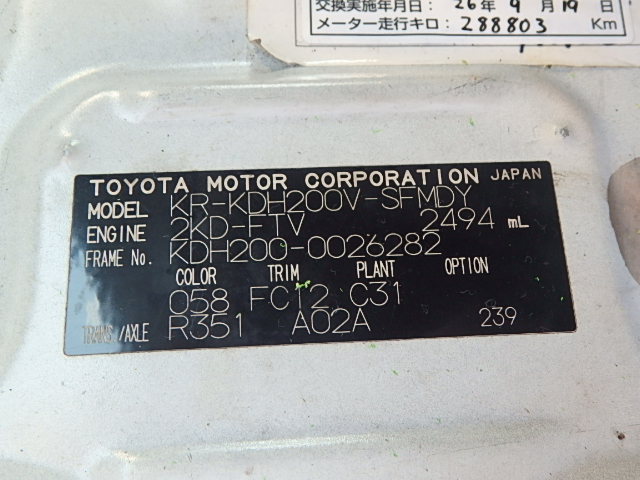 交換実施年月日: 26年 9月 19日
メーター走行キロ: 288803 Km
TOYOTA MOTOR CORPORATION JAPAN
MODEL KR-KDH200V-SFMDY
ENGINE 2KD-FTV 2494 mL
FRAME No. KDH200-0026282
COLOR TRIM PLANT OPTION
058 FC12 C31
TRANS./AXLE R351 A02A 239